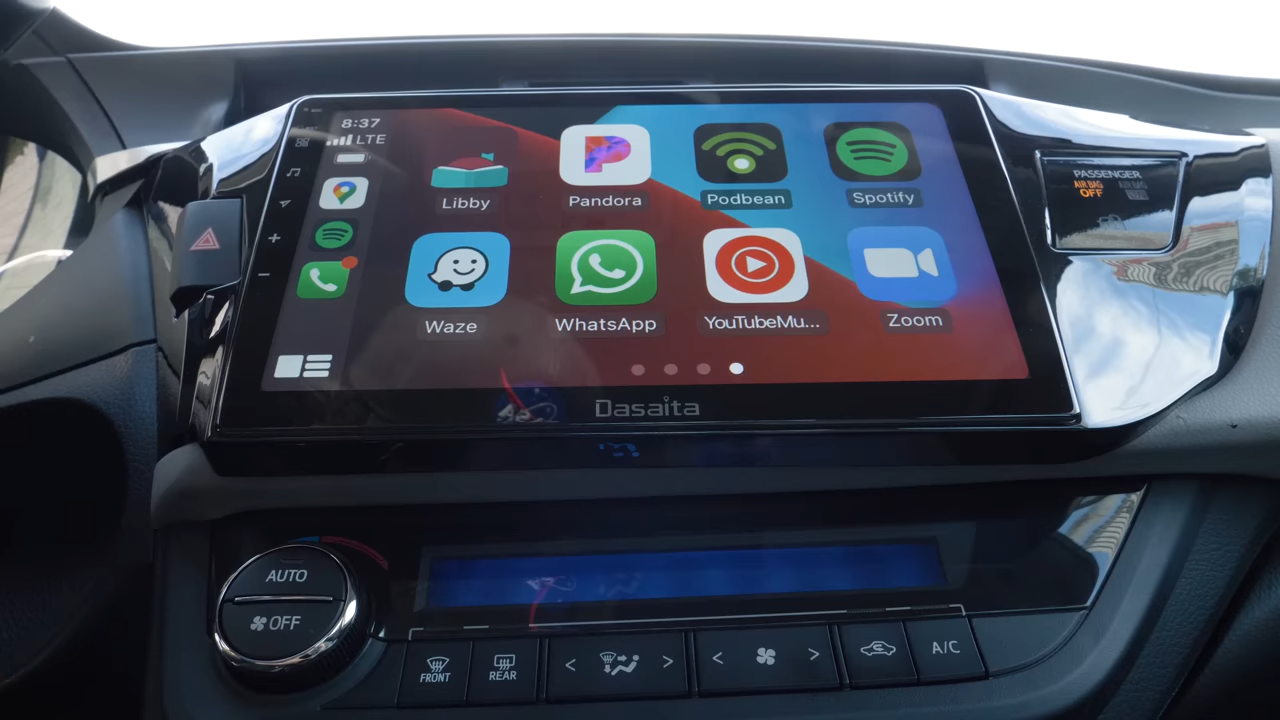 8:37
LTE
Libby
Pandora
Podbean
Spotify
Waze
WhatsApp
YouTubeMu...
Zoom
Dasaita
PASSENGER
AIR BAG
OFF
AUTO
OFF
FRONT
REAR
A/C